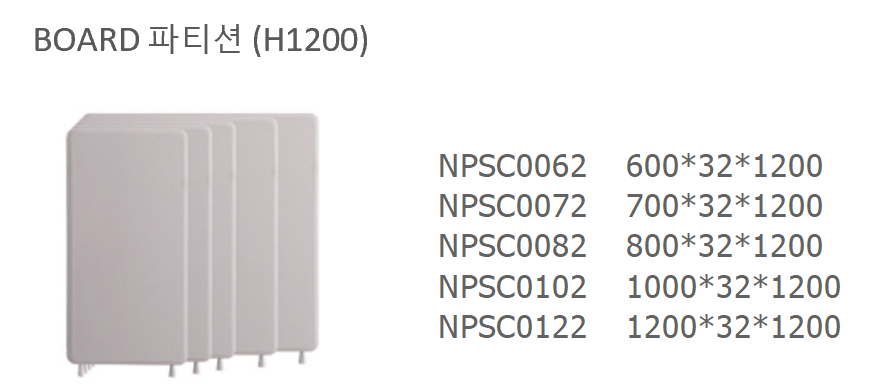 BOARD 파티션 (H1200)
NPSC0062 600*32*1200
NPSC0072 700*32*1200
NPSC0082 800*32*1200
NPSC0102 1000*32*1200
NPSC0122 1200*32*1200